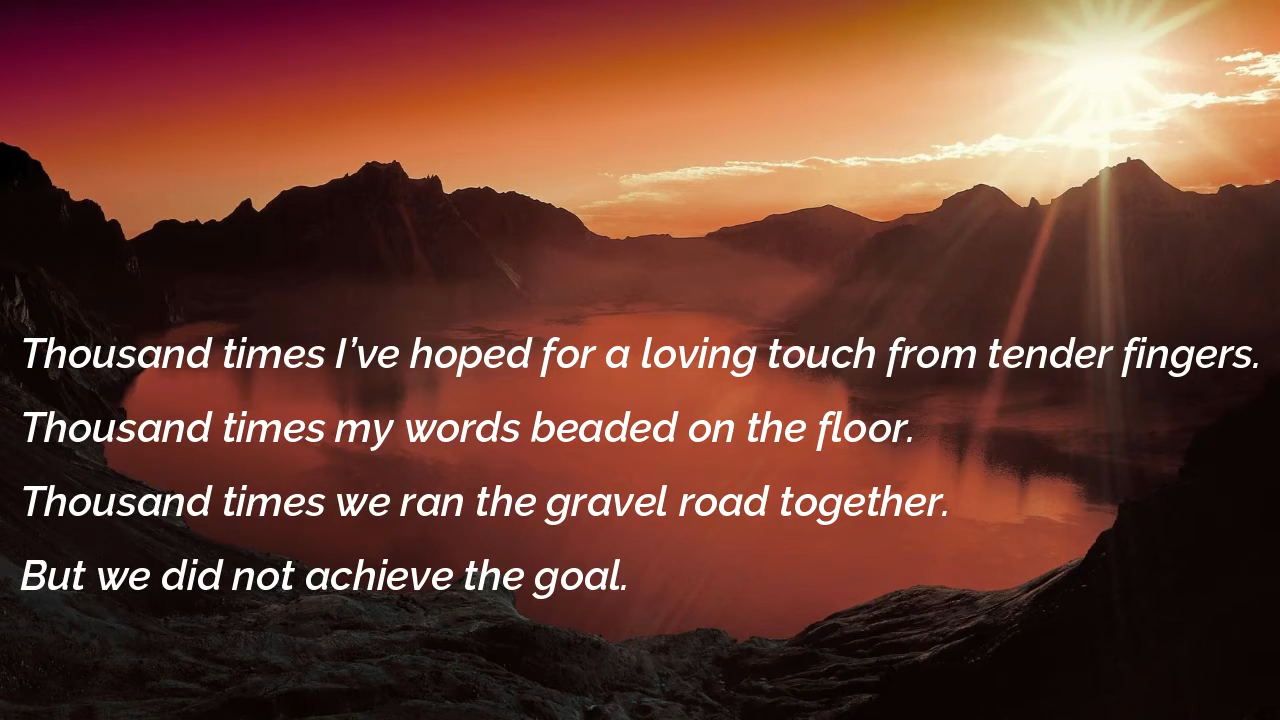 Thousand times I’ve hoped for a loving touch from tender fingers.
Thousand times my words beaded on the floor.
Thousand times we ran the gravel road together.
But we did not achieve the goal.